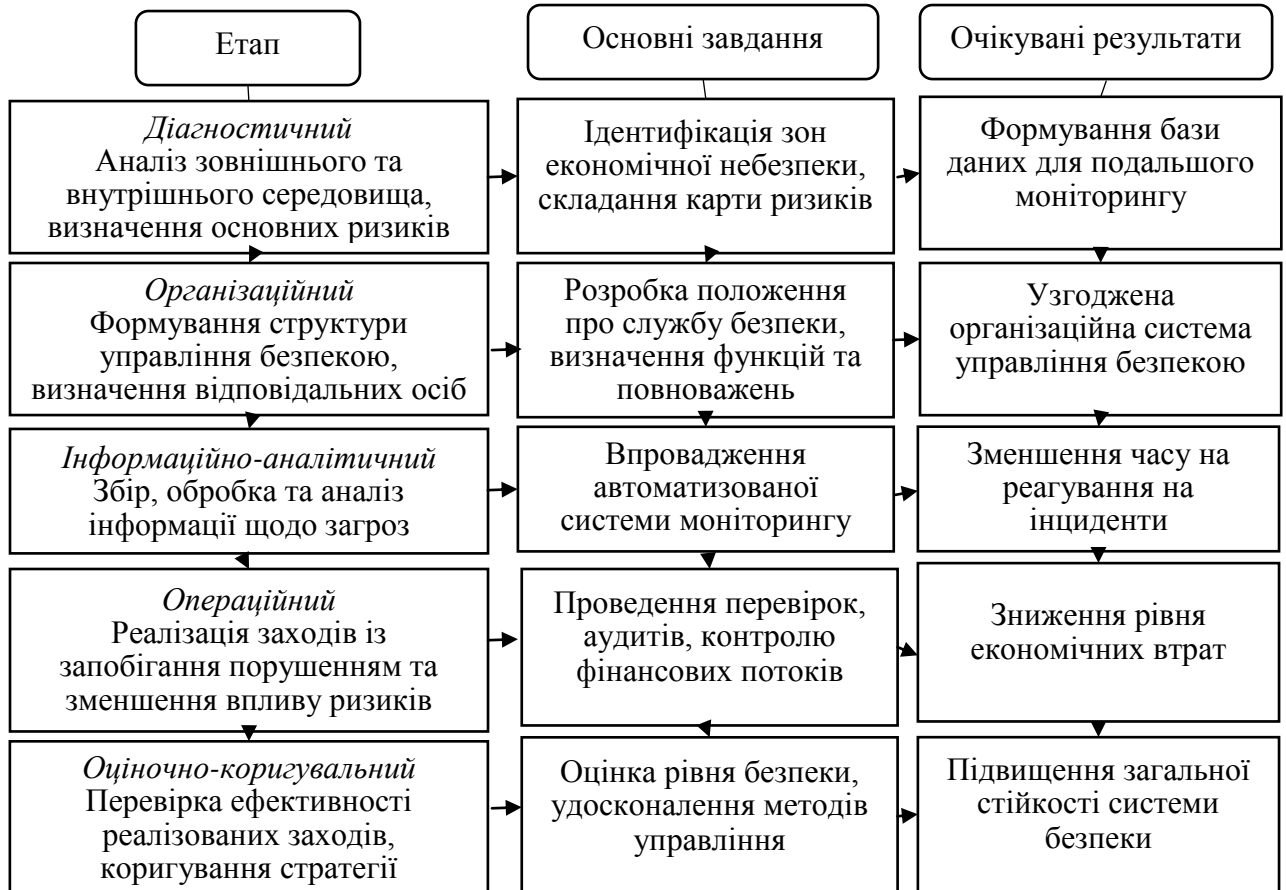 Етап
Основні завдання
Очікувані результати
Діагностичний
Аналіз зовнішнього та
внутрішнього середовища,
визначення основних ризиків
Ідентифікація зон
економічної небезпеки,
складання карти ризиків
Формування бази
даних для подальшого
моніторингу
Організаційний
Формування структури
управління безпекою,
визначення відповідальних осіб
Розробка положення
про службу безпеки,
визначення функцій та
повноважень
Узгоджена
організаційна система
управління безпекою
Інформаційно-аналітичний
Збір, обробка та аналіз
інформації щодо загроз
Впровадження
автоматизованої
системи моніторингу
Зменшення часу на
реагування на
інциденти
Операційний
Реалізація заходів із
запобігання порушенням та
зменшення впливу ризиків
Проведення перевірок,
аудитів, контролю
фінансових потоків
Зниження рівня
економічних втрат
Оціночно-коригувальний
Перевірка ефективності
реалізованих заходів,
коригування стратегії
Оцінка рівня безпеки,
удосконалення методів
управління
Підвищення загальної
стійкості системи
безпеки